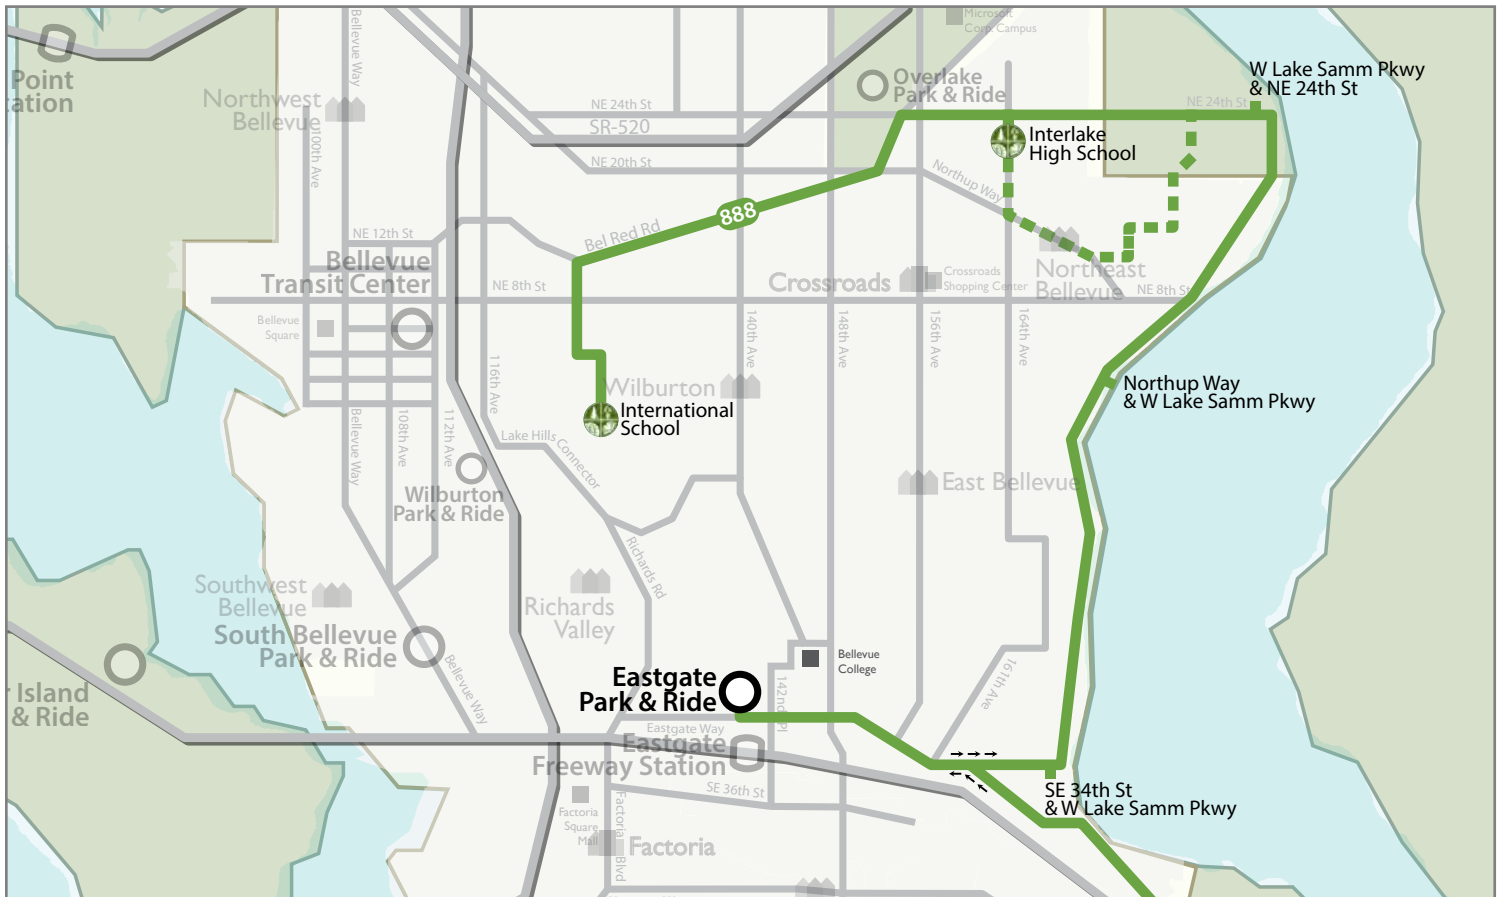 Microsoft
Corp. Campus
W Lake Samm Pkwy
& NE 24th St
Point
Overlake
Park & Ride
Northwest
Bellevue
Bellevue Way
100th Ave
NE 24th St
SR-520
NE 24th St
Interlake
High School
NE 20th St
Northup Way
888
Bel Red Rd
NE 12th St
Bellevue
Transit Center
NE 8th St
Crossroads
Crossroads
Shopping Center
Northeast
Bellevue
NE 8th St
Bellevue
Square
140th Ave
148th Ave
156th Ave
164th Ave
116th Ave
Wilburton
Northup Way
& W Lake Samm Pkwy
International
School
Bellevue Way
108th Ave
112th Ave
Lake Hills Connector
Wilburton
Park & Ride
East Bellevue
Richards Rd
Southwest
Bellevue
Richards
Valley
South Bellevue
Park & Ride
Bellevue Way
Bellevue
College
Eastgate
Park & Ride
142nd Pl
161th Ave
Island
& Ride
Eastgate Way
Eastgate
Freeway Station
SE 36th St
SE 34th St
& W Lake Samm Pkwy
Factoria
Square
Mall
Factoria Blvd
Factoria